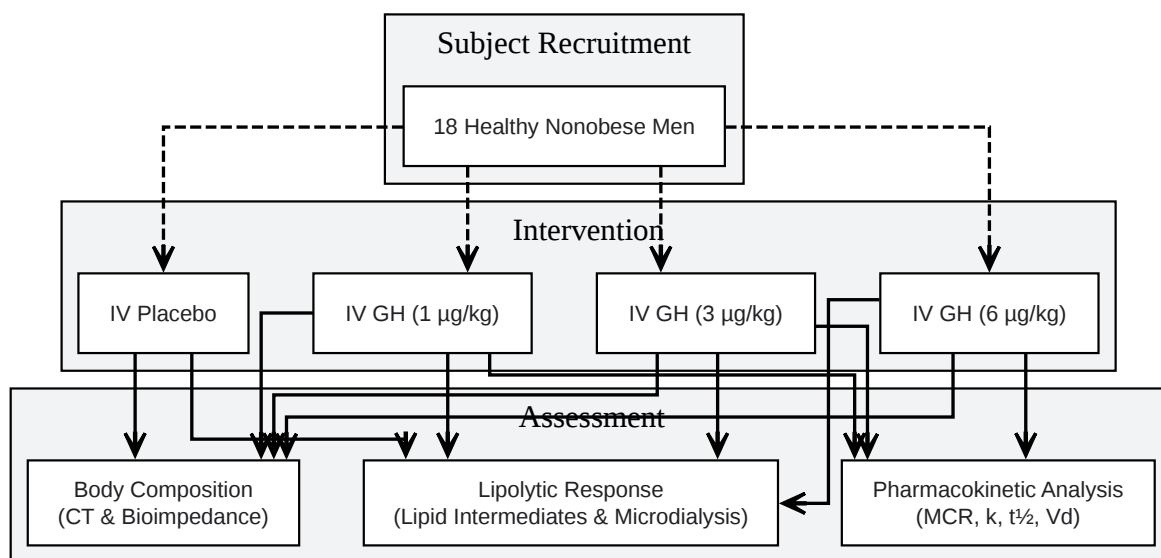 Subject Recruitment
18 Healthy Nonobese Men
Intervention
IV Placebo
IV GH (1 µg/kg)
IV GH (3 µg/kg)
IV GH (6 µg/kg)
Assessment
Body Composition
(CT & Bioimpedance)
Lipolytic Response
(Lipid Intermediates & Microdialysis)
Pharmacokinetic Analysis
(MCR, k, t½, Vd)